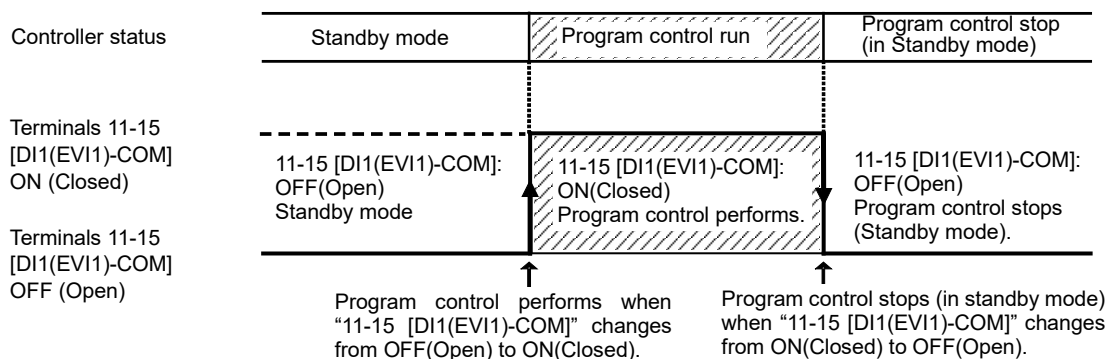 Controller status
Standby mode
Program control run
Program control stop
(in Standby mode)
Terminals 11-15
[DI1(EVI1)-COM]
ON (Closed)
11-15 [DI1(EVI1)-COM]:
OFF(Open)
Standby mode
11-15 [DI1(EVI1)-COM]:
ON(Closed)
Program control performs.
11-15 [DI1(EVI1)-COM]:
OFF(Open)
Program control stops
(Standby mode).
Terminals 11-15
[DI1(EVI1)-COM]
OFF (Open)
Program control performs when
“11-15 [DI1(EVI1)-COM]” changes
from OFF(Open) to ON(Closed).
Program control stops (in standby mode)
when “11-15 [DI1(EVI1)-COM]” changes
from ON(Closed) to OFF(Open).